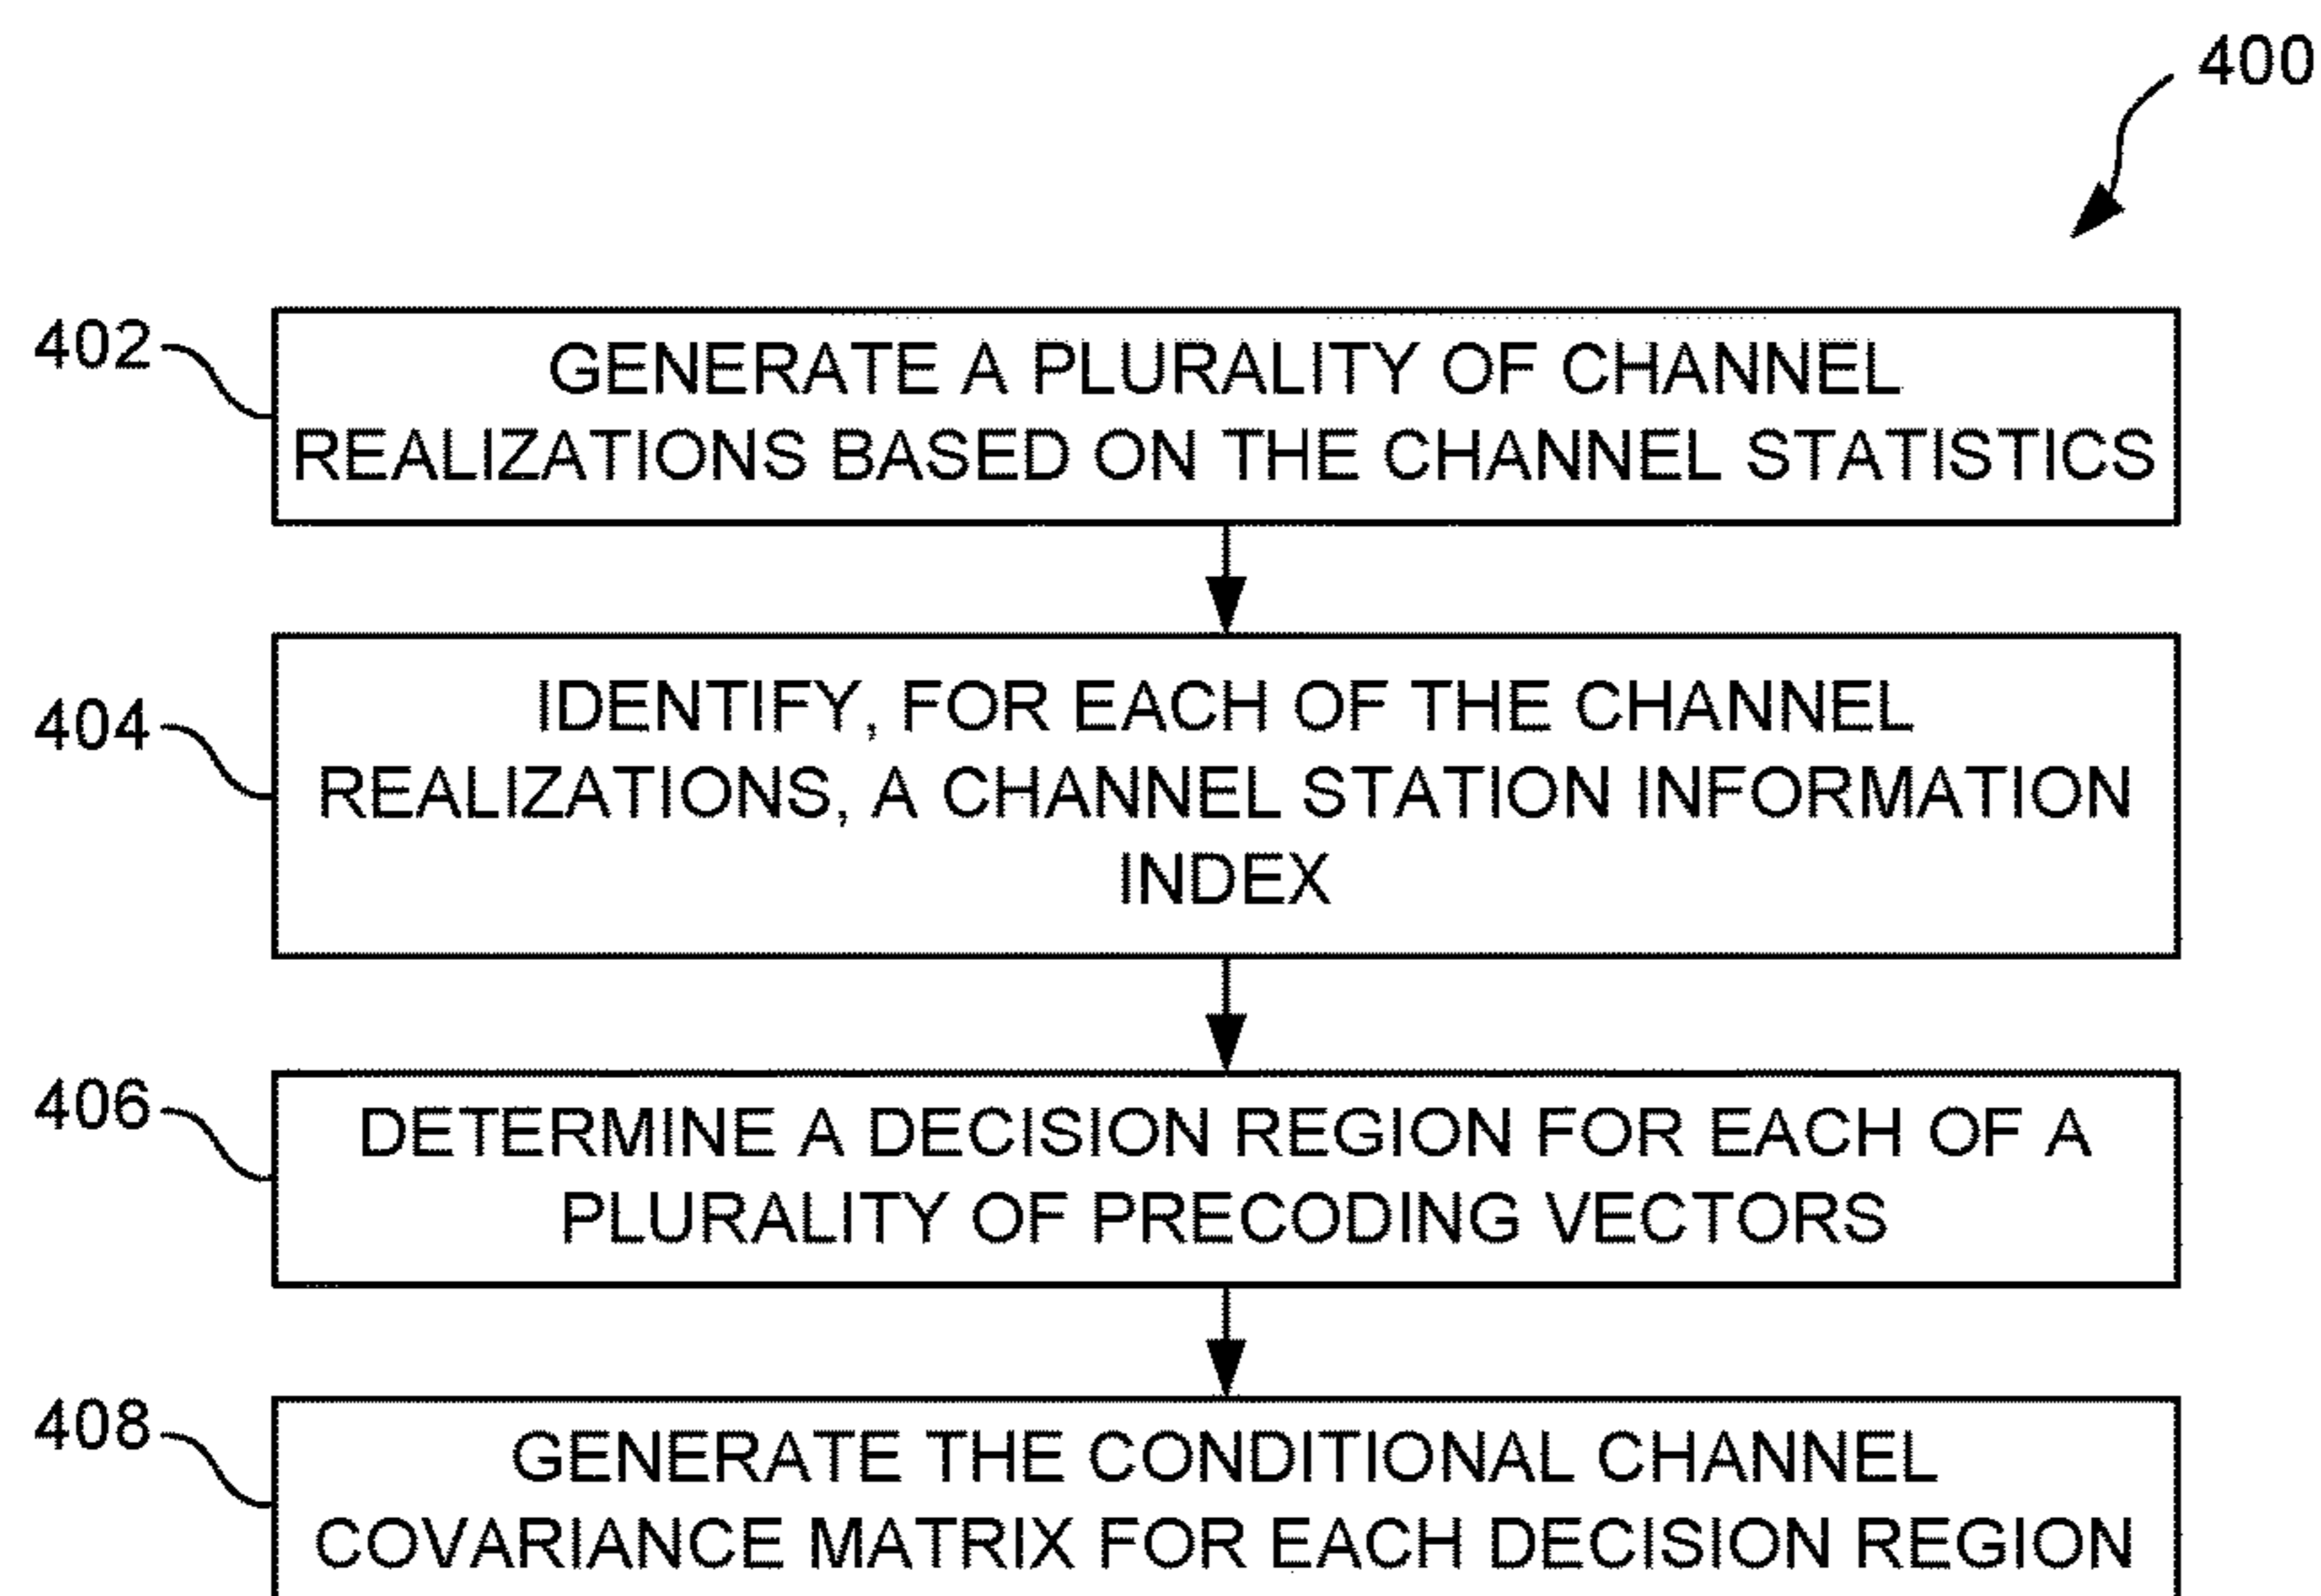 400
402
GENERATE A PLURALITY OF CHANNEL
REALIZATIONS BASED ON THE CHANNEL STATISTICS
404
IDENTIFY, FOR EACH OF THE CHANNEL
REALIZATIONS, A CHANNEL STATION INFORMATION
INDEX
406
DETERMINE A DECISION REGION FOR EACH OF A
PLURALITY OF PRECODING VECTORS
408
GENERATE THE CONDITIONAL CHANNEL
COVARIANCE MATRIX FOR EACH DECISION REGION